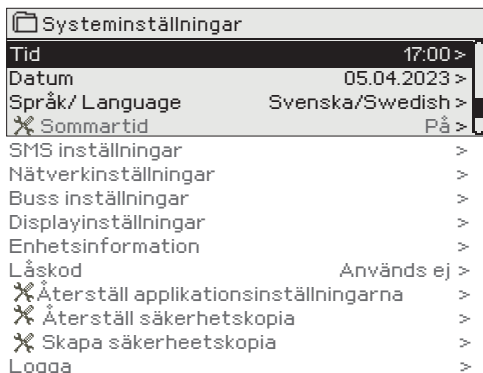 Systeminställningar
Tid 17:00 >
Datum 05.04.2023 >
Språk/ Language Svenska/Swedish >
Sommartid På >
SMS inställningar >
Nätverkinställningar >
Buss inställningar >
Displayinställningar >
Enhetsinformation >
Låskod Används ej >
Återställ applikationsinställningarna >
Återställ säkerhetskopia >
Skapa säkerheetskopia >
Logga >